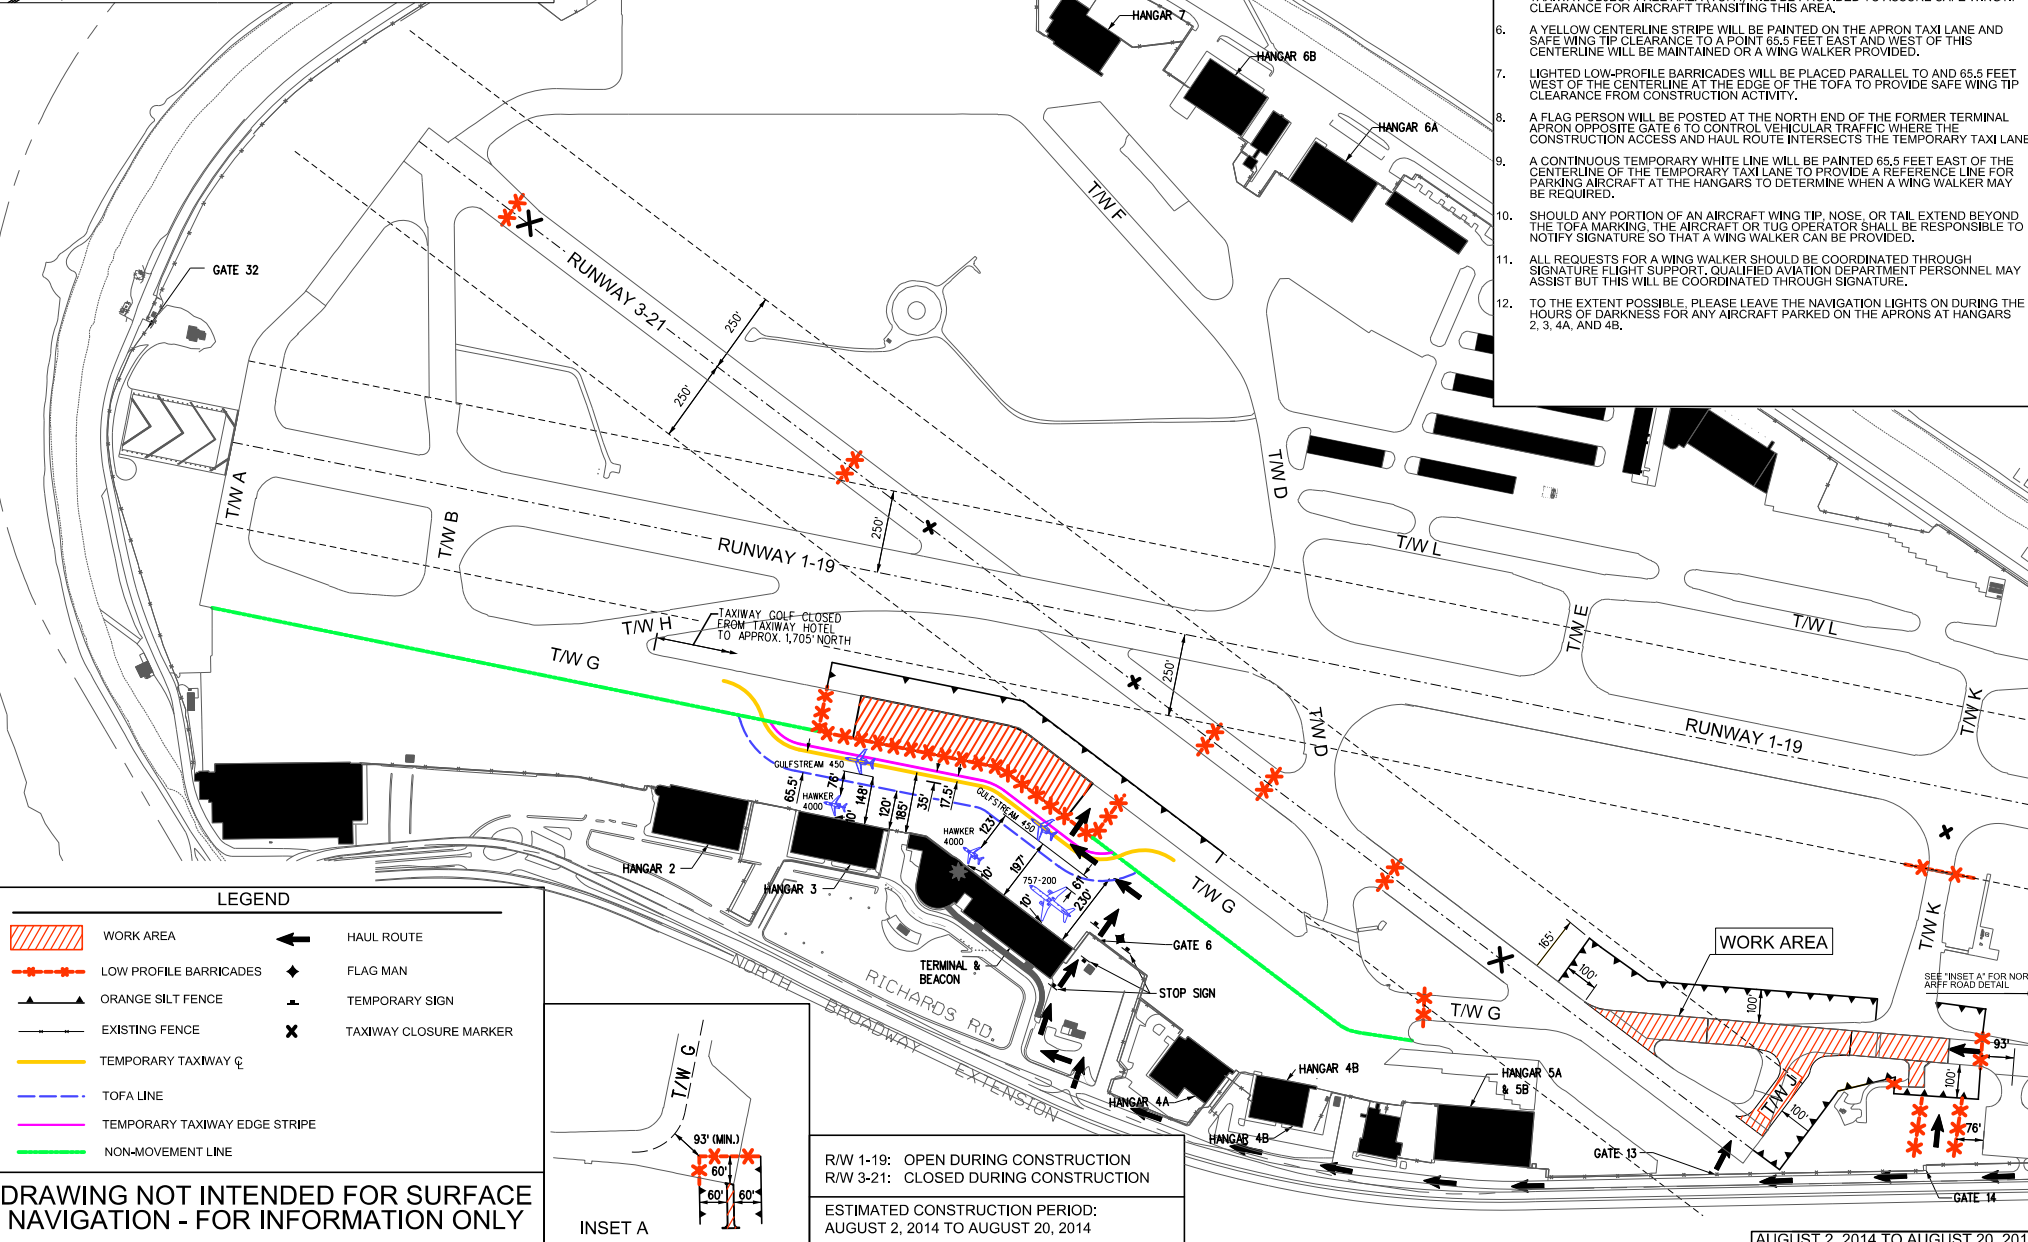 CLEARANCE FOR AIRCRAFT TRANSITING THIS AREA.
6. A YELLOW CENTERLINE STRIPE WILL BE PAINTED ON THE APRON TAXI LANE AND
SAFE WING TIP CLEARANCE TO A POINT 65.5 FEET EAST AND WEST OF THIS
CENTERLINE WILL BE MAINTAINED OR A WING WALKER PROVIDED.
7. LIGHTED LOW-PROFILE BARRICADES WILL BE PLACED PARALLEL TO AND 65.5 FEET
WEST OF THE CENTERLINE AT THE EDGE OF THE TOFA TO PROVIDE SAFE WING TIP
CLEARANCE FROM CONSTRUCTION ACTIVITY.
8. A FLAG PERSON WILL BE POSTED AT THE NORTH END OF THE FORMER TERMINAL
APRON OPPOSITE GATE 6 TO CONTROL VEHICULAR TRAFFIC WHERE THE
CONSTRUCTION ACCESS AND HAUL ROUTE INTERSECTS THE TEMPORARY TAXI LANE
9. A CONTINUOUS TEMPORARY WHITE LINE WILL BE PAINTED 65.5 FEET EAST OF THE
CENTERLINE OF THE TEMPORARY TAXI LANE TO PROVIDE A REFERENCE LINE FOR
PARKING AIRCRAFT AT THE HANGARS TO DETERMINE WHEN A WING WALKER MAY
BE REQUIRED.
10. SHOULD ANY PORTION OF AN AIRCRAFT WING TIP, NOSE, OR TAIL EXTEND BEYOND
THE TOFA MARKING, THE AIRCRAFT OR TUG OPERATOR SHALL BE RESPONSIBLE TO
NOTIFY SIGNATURE SO THAT A WING WALKER CAN BE PROVIDED.
11. ALL REQUESTS FOR A WING WALKER SHOULD BE COORDINATED THROUGH
SIGNATURE FLIGHT SUPPORT. QUALIFIED AVIATION DEPARTMENT PERSONNEL MAY
ASSIST BUT THIS WILL BE COORDINATED THROUGH SIGNATURE.
12. TO THE EXTENT POSSIBLE, PLEASE LEAVE THE NAVIGATION LIGHTS ON DURING THE
HOURS OF DARKNESS FOR ANY AIRCRAFT PARKED ON THE APRONS AT HANGARS
2, 3, 4A, AND 4B.
HANGAR 7
HANGAR 6B
HANGAR 6A
T/W F
GATE 32
RUNWAY 3-21
250'
250'
T/W A
T/W B
T/W D
250'
RUNWAY 1-19
T/W L
T/W E
T/W L
TAXIWAY GOLF CLOSED
FROM TAXIWAY HOTEL
TO APPROX. 1,705' NORTH
T/W H
T/W G
250'
T/W D
T/W K
RUNWAY 1-19
GULFSTREAM 450
65.5'
76'
HAWKER
4000
10'
148'
120'
185'
35'
17.5'
GULFSTREAM 450
HAWKER
4000
123'
10'
197'
757-200
10'
61'
230'
HANGAR 2
HANGAR 3
T/W G
TERMINAL &
BEACON
GATE 6
STOP SIGN
RICHARDS RD.
NORTH BROADWAY EXTENSION
T/W K
165'
100'
WORK AREA
100'
SEE "INSET A" FOR NOR
ARFF ROAD DETAIL
T/W G
93'
100'
T/W J
100'
76'
HANGAR 4B
HANGAR 5A
& 5B
HANGAR 4A
HANGAR 4B
GATE 13
GATE 14
LEGEND
WORK AREA
HAUL ROUTE
LOW PROFILE BARRICADES
FLAG MAN
ORANGE SILT FENCE
TEMPORARY SIGN
EXISTING FENCE
TAXIWAY CLOSURE MARKER
TEMPORARY TAXIWAY ℄
TOFA LINE
TEMPORARY TAXIWAY EDGE STRIPE
NON-MOVEMENT LINE
DRAWING NOT INTENDED FOR SURFACE
NAVIGATION - FOR INFORMATION ONLY
T/W G
93' (MIN.)
60'
60'
60'
INSET A
R/W 1-19: OPEN DURING CONSTRUCTION
R/W 3-21: CLOSED DURING CONSTRUCTION
ESTIMATED CONSTRUCTION PERIOD:
AUGUST 2, 2014 TO AUGUST 20, 2014
AUGUST 2, 2014 TO AUGUST 20, 201